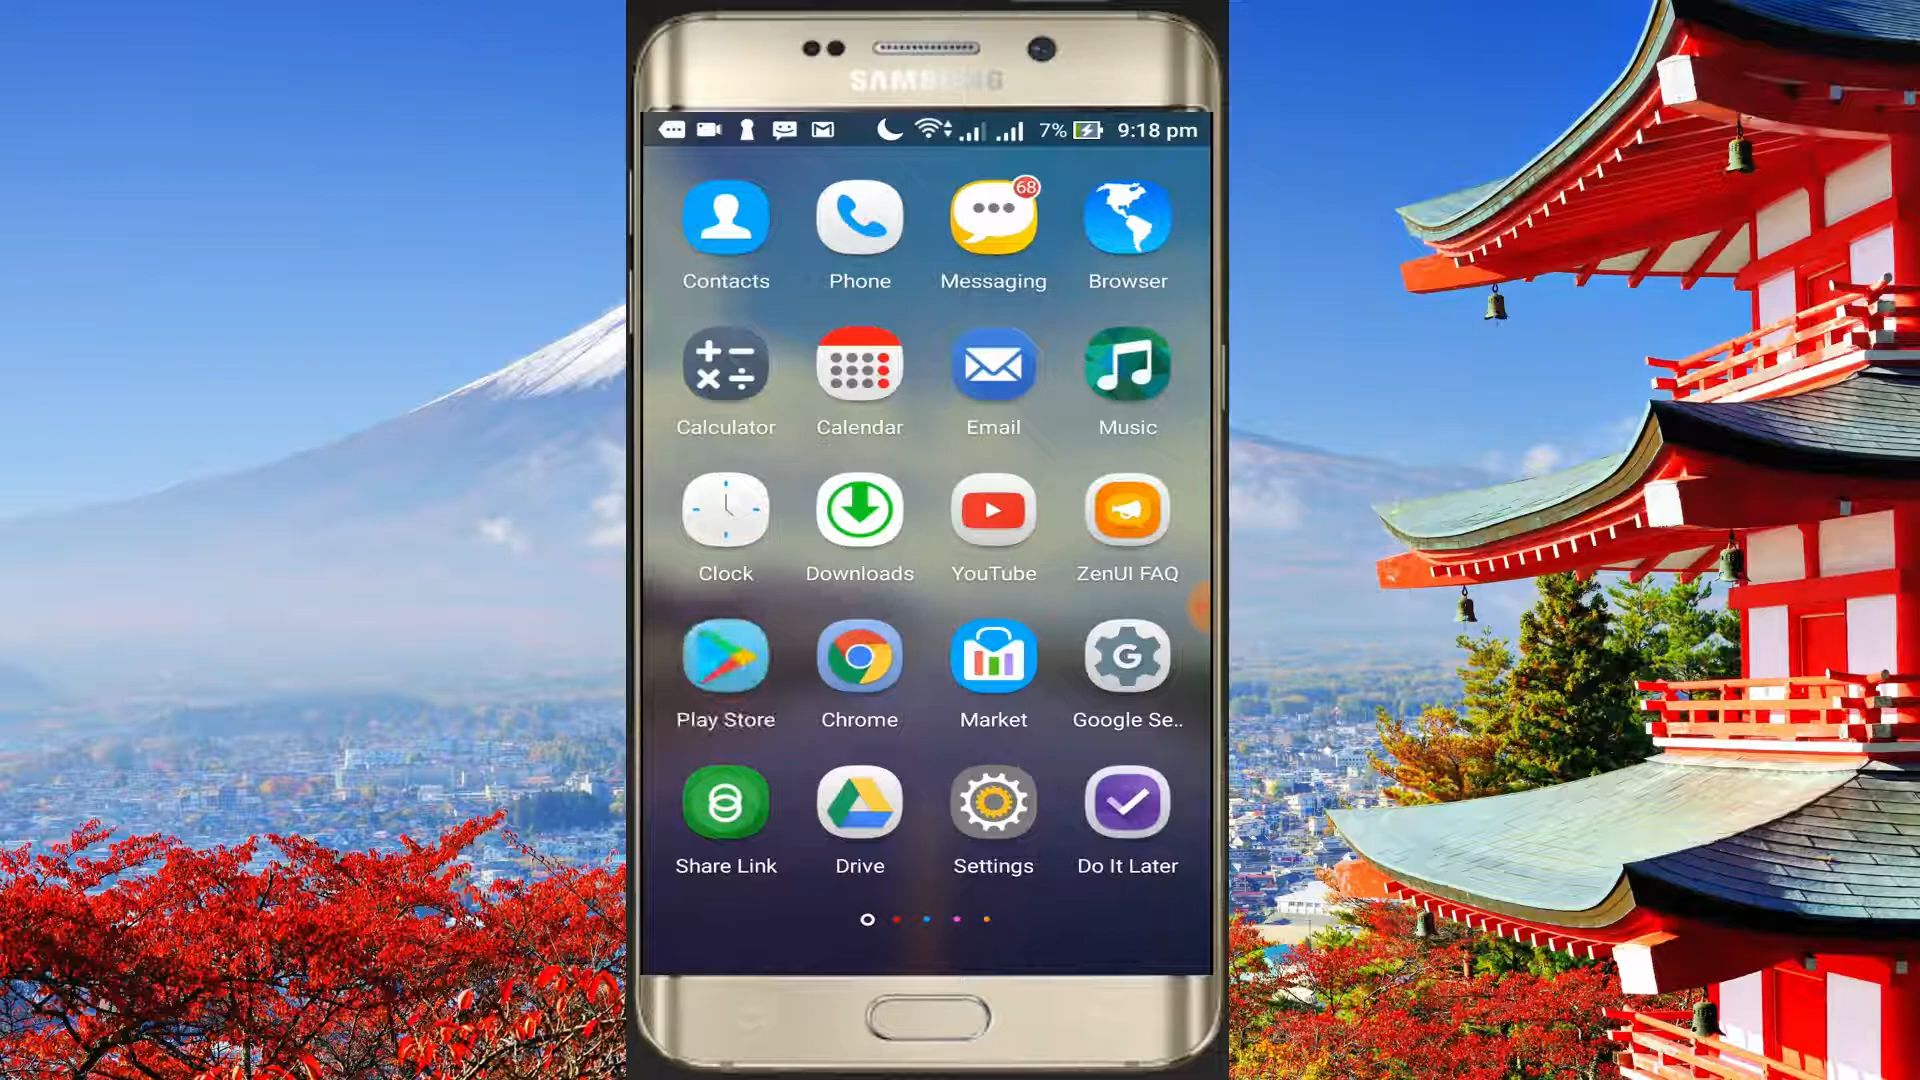 SAMSUNG
7% 9:18 pm
68
Contacts Phone Messaging Browser
Calculator Calendar Email Music
Clock Downloads YouTube ZenUI FAQ
Play Store Chrome Market Google Se..
G
Share Link Drive Settings Do It Later